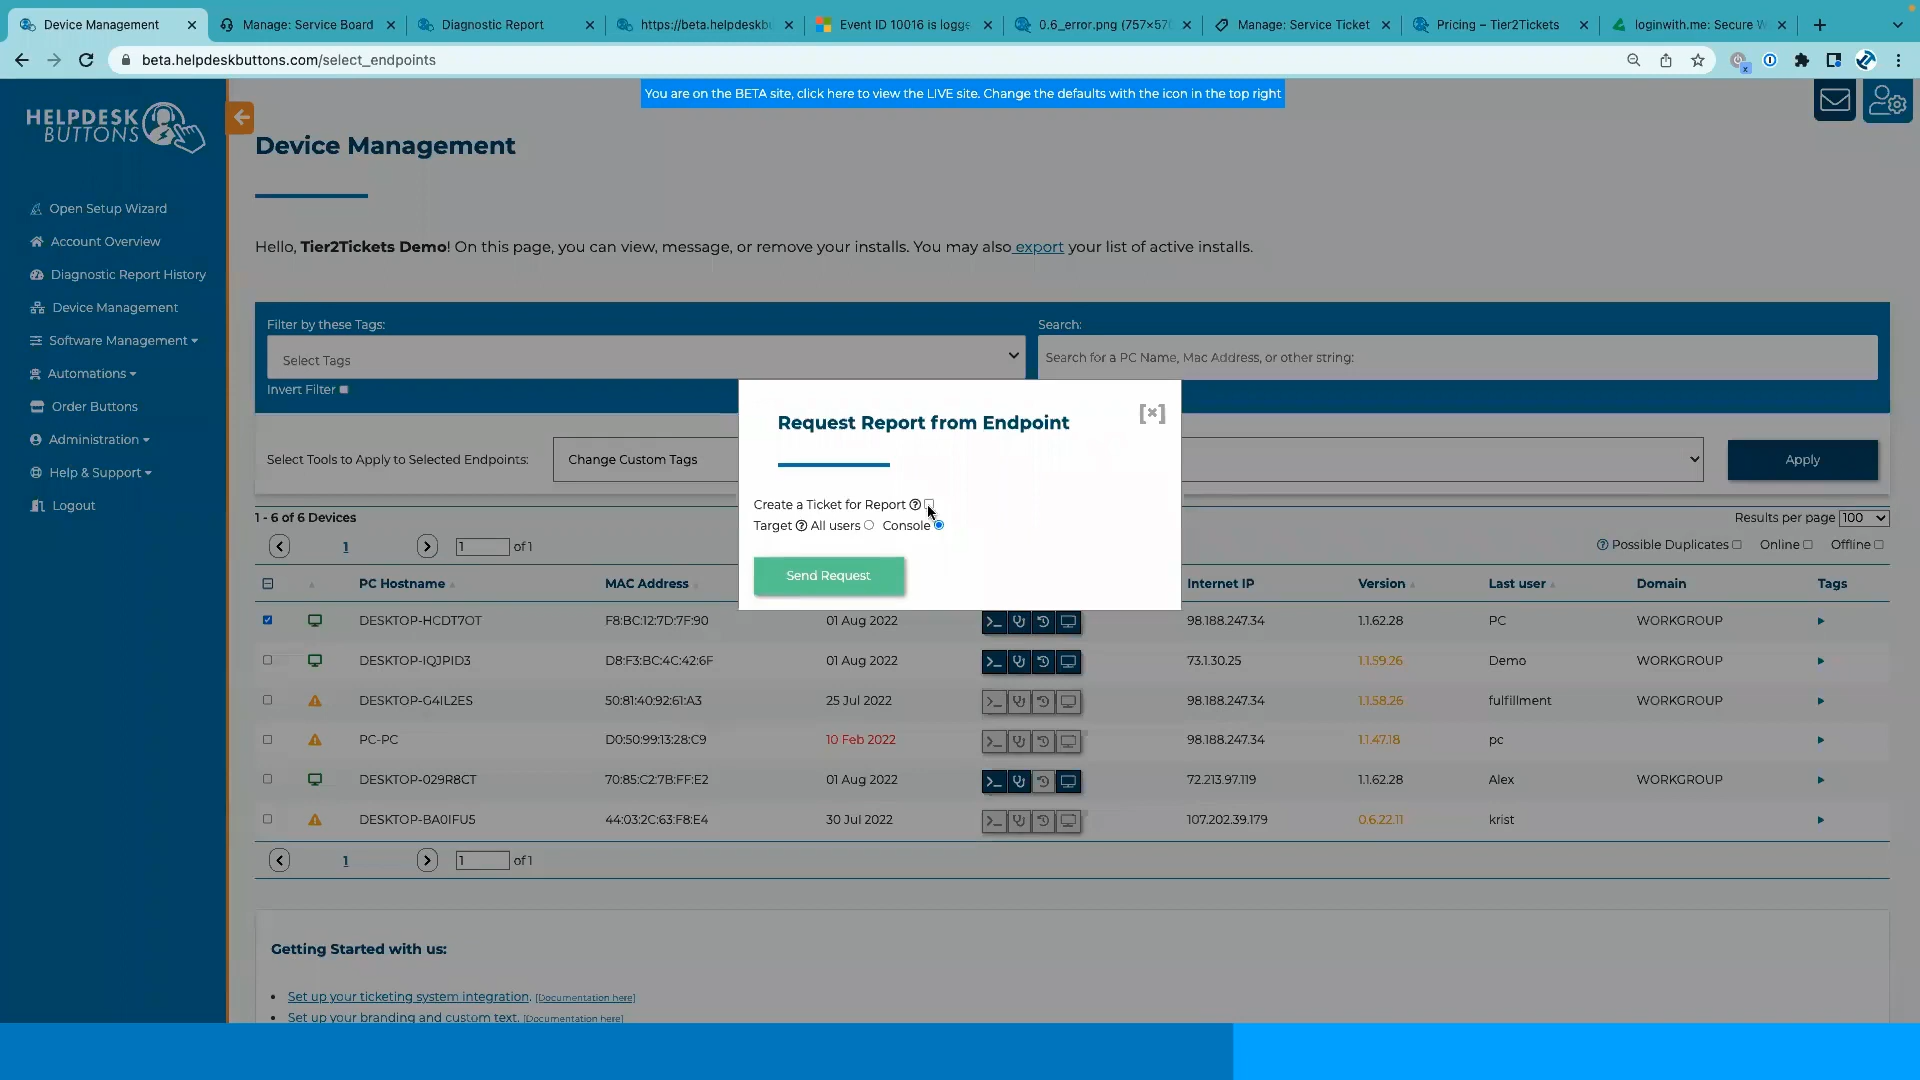 Device Management
Manage: Service Board
Diagnostic Report
https://beta.helpdeskbu
Event ID 10016 is logge
0.6_error.png (757×570
Manage: Service Ticket
Pricing – Tier2Tickets
loginwith.me: Secure W
beta.helpdeskbuttons.com/select_endpoints
You are on the BETA site, click here to view the LIVE site. Change the defaults with the icon in the top right
HELPDESK
BUTTONS
Device Management
Open Setup Wizard
Account Overview
Diagnostic Report History
Device Management
Software Management
Automations
Order Buttons
Administration
Help & Support
Logout
Hello, Tier2Tickets Demo! On this page, you can view, message, or remove your installs. You may also export your list of active installs.
Filter by these Tags:
Select Tags
Invert Filter
Search:
Search for a PC Name, Mac Address, or other string:
Select Tools to Apply to Selected Endpoints:
Change Custom Tags
Apply
Request Report from Endpoint
[×]
Create a Ticket for Report
Target All users Console
Send Request
1 - 6 of 6 Devices
Results per page 100
1 1 of 1
Possible Duplicates Online Offline
PC Hostname MAC Address Internet IP Version Last user Domain Tags
DESKTOP-HCDT7OT F8:BC:12:7D:7F:90 01 Aug 2022 98.188.247.34 1.1.62.28 PC WORKGROUP
DESKTOP-IQJPID3 D8:F3:BC:4C:42:6F 01 Aug 2022 73.1.30.25 1.1.59.26 Demo WORKGROUP
DESKTOP-G4IL2ES 50:81:40:92:61:A3 25 Jul 2022 98.188.247.34 1.1.58.26 fulfillment WORKGROUP
PC-PC D0:50:99:13:28:C9 10 Feb 2022 98.188.247.34 1.1.47.18 pc
DESKTOP-029R8CT 70:85:C2:7B:FF:E2 01 Aug 2022 72.213.97.119 1.1.62.28 Alex WORKGROUP
DESKTOP-BA0IFU5 44:03:2C:63:F8:E4 30 Jul 2022 107.202.39.179 0.6.22.11 krist
1 1 of 1
Getting Started with us:
Set up your ticketing system integration. [Documentation here]
Set up your branding and custom text. [Documentation here]